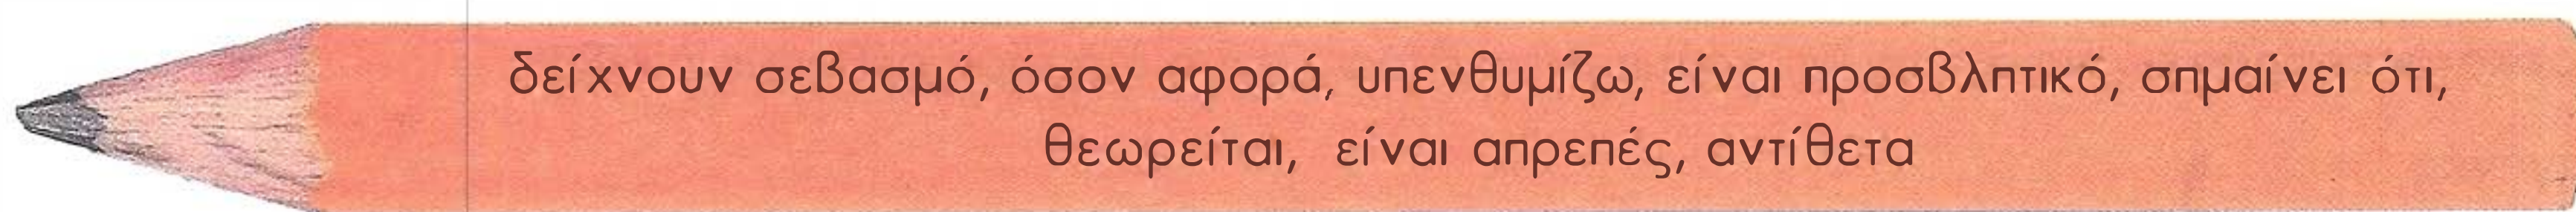 δείχνουν σεβασμό, όσον αφορά, υπενθυμίζω, είναι προσβλητικό, σημαίνει ότι,
θεωρείται, είναι απρεπές, αντίθετα